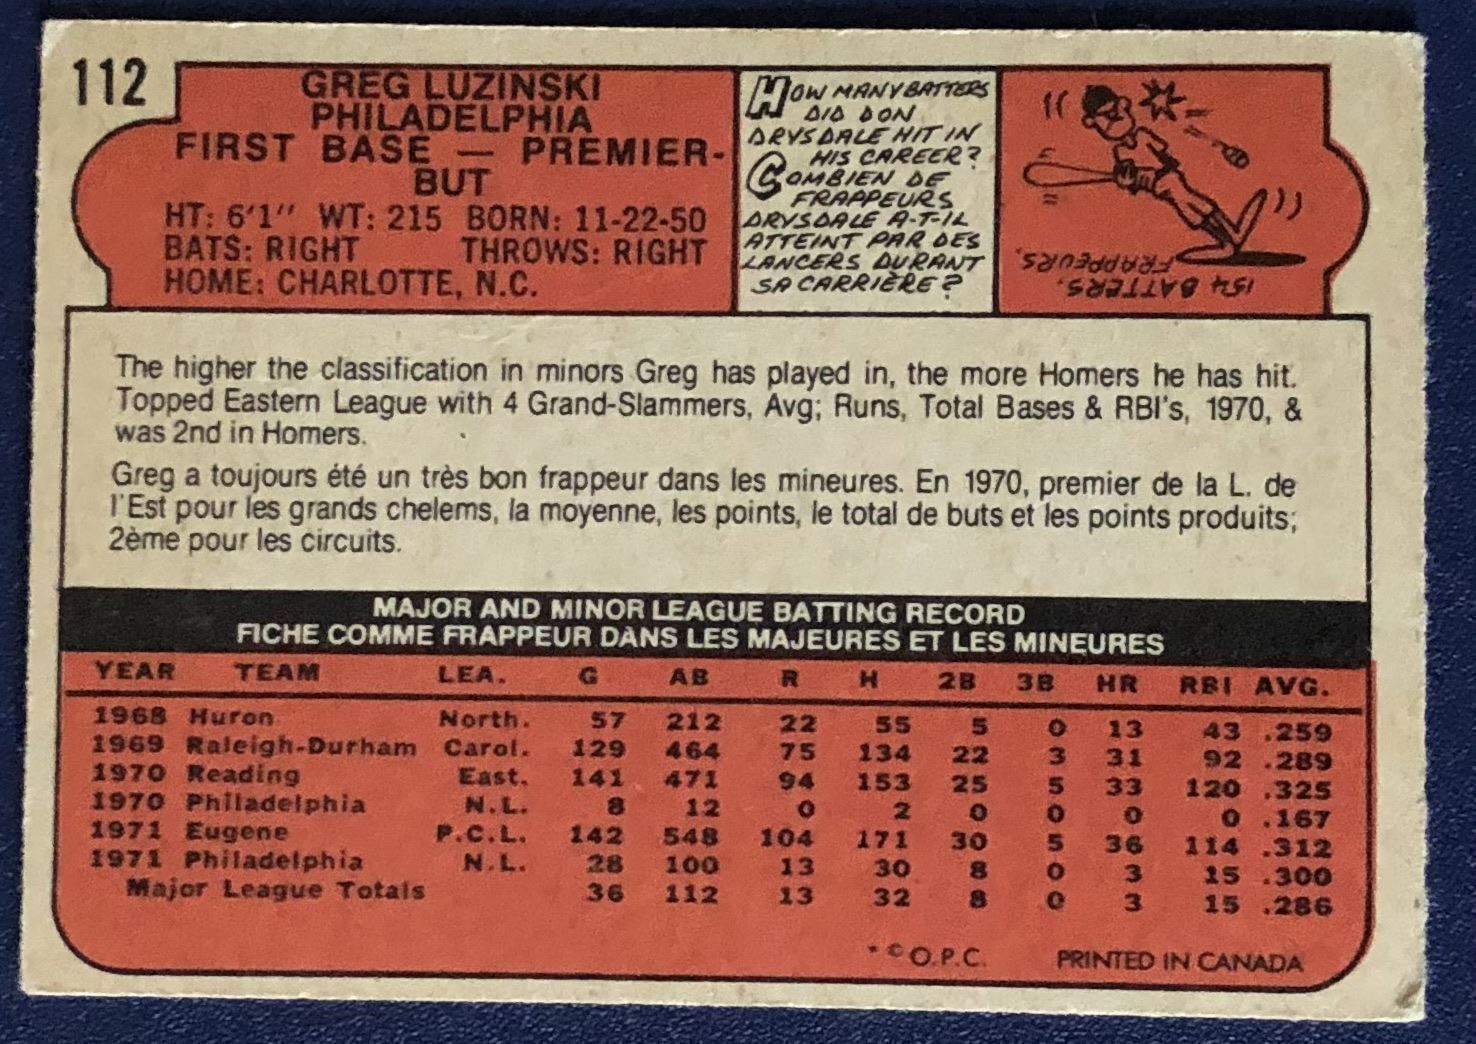 112
GREG LUZINSKI
PHILADELPHIA
FIRST BASE — PREMIER-
BUT
HT: 6'1" WT: 215 BORN: 11-22-50
BATS: RIGHT THROWS: RIGHT
HOME: CHARLOTTE, N.C.
HOW MANY BATTERS
DID DON
DRYSDALE HIT IN
HIS CAREER?
COMBIEN DE
FRAPPEURS
DRYSDALE A-T-IL
ATTEINT PAR DES
LANCERS DURANT
SA CARRIÈRE?
154 BATTERS.
FRAPPEURS.
The higher the classification in minors Greg has played in, the more Homers he has hit.
Topped Eastern League with 4 Grand-Slammers, Avg; Runs, Total Bases & RBI's, 1970, &
was 2nd in Homers.
Greg a toujours été un très bon frappeur dans les mineures. En 1970, premier de la L. de
l'Est pour les grands chelems, la moyenne, les points, le total de buts et les points produits;
2ème pour les circuits.
MAJOR AND MINOR LEAGUE BATTING RECORD
FICHE COMME FRAPPEUR DANS LES MAJEURES ET LES MINEURES
YEAR TEAM LEA. G AB R H 2B 3B HR RBI AVG.
1968 Huron North. 57 212 22 55 5 0 13 43 .259
1969 Raleigh-Durham Carol. 129 464 75 134 22 3 31 92 .289
1970 Reading East. 141 471 94 153 25 5 33 120 .325
1970 Philadelphia N.L. 8 12 0 2 0 0 0 0 .167
1971 Eugene P.C.L. 142 548 104 171 30 5 36 114 .312
1971 Philadelphia N.L. 28 100 13 30 8 0 3 15 .300
Major League Totals 36 112 13 32 8 0 3 15 .286
* © O.P.C. PRINTED IN CANADA